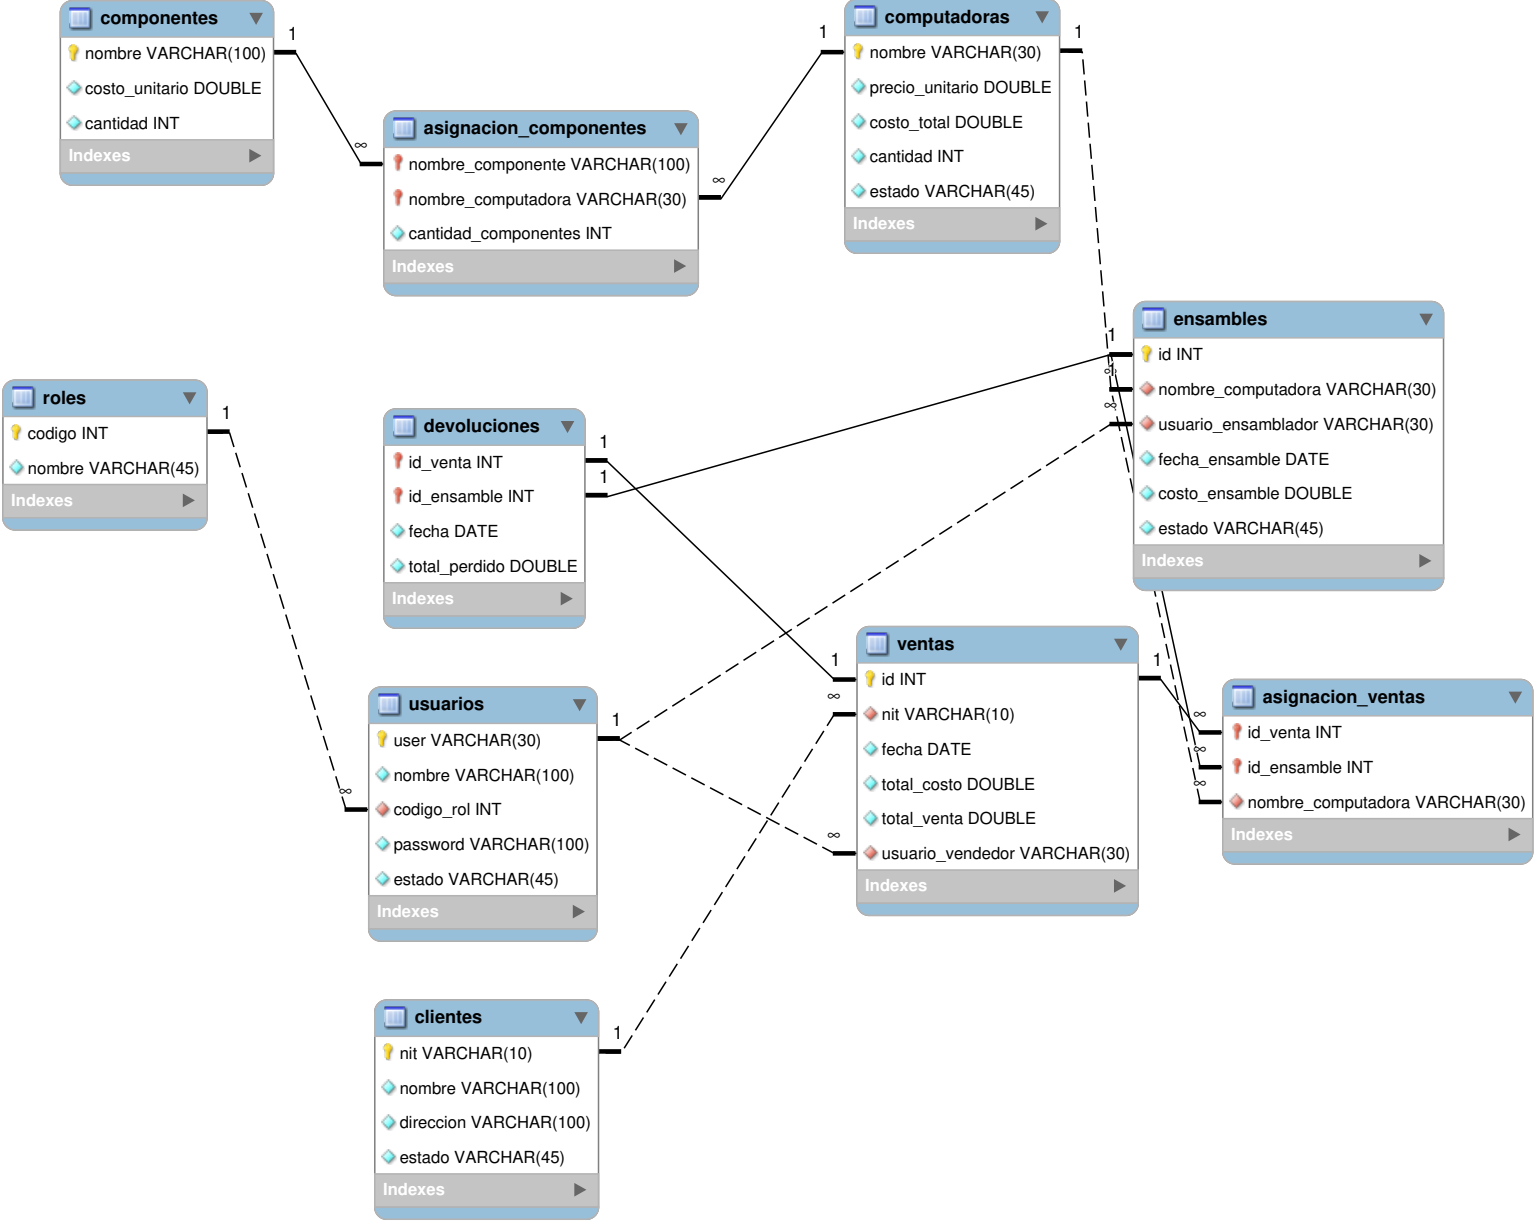 componentes
nombre VARCHAR(100)
costo_unitario DOUBLE
cantidad INT
Indexes
1
∞
asignacion_componentes
nombre_componente VARCHAR(100)
nombre_computadora VARCHAR(30)
cantidad_componentes INT
Indexes
∞
1
computadoras
nombre VARCHAR(30)
precio_unitario DOUBLE
costo_total DOUBLE
cantidad INT
estado VARCHAR(45)
Indexes
1
1
∞
1
∞
ensambles
id INT
nombre_computadora VARCHAR(30)
usuario_ensamblador VARCHAR(30)
fecha_ensamble DATE
costo_ensamble DOUBLE
estado VARCHAR(45)
Indexes
roles
codigo INT
nombre VARCHAR(45)
Indexes
1
∞
devoluciones
id_venta INT
id_ensamble INT
fecha DATE
total_perdido DOUBLE
Indexes
1
1
usuarios
user VARCHAR(30)
nombre VARCHAR(100)
codigo_rol INT
password VARCHAR(100)
estado VARCHAR(45)
Indexes
1
1
∞
∞
ventas
id INT
nit VARCHAR(10)
fecha DATE
total_costo DOUBLE
total_venta DOUBLE
usuario_vendedor VARCHAR(30)
Indexes
1
∞
∞
∞
asignacion_ventas
id_venta INT
id_ensamble INT
nombre_computadora VARCHAR(30)
Indexes
clientes
nit VARCHAR(10)
nombre VARCHAR(100)
direccion VARCHAR(100)
estado VARCHAR(45)
Indexes
1